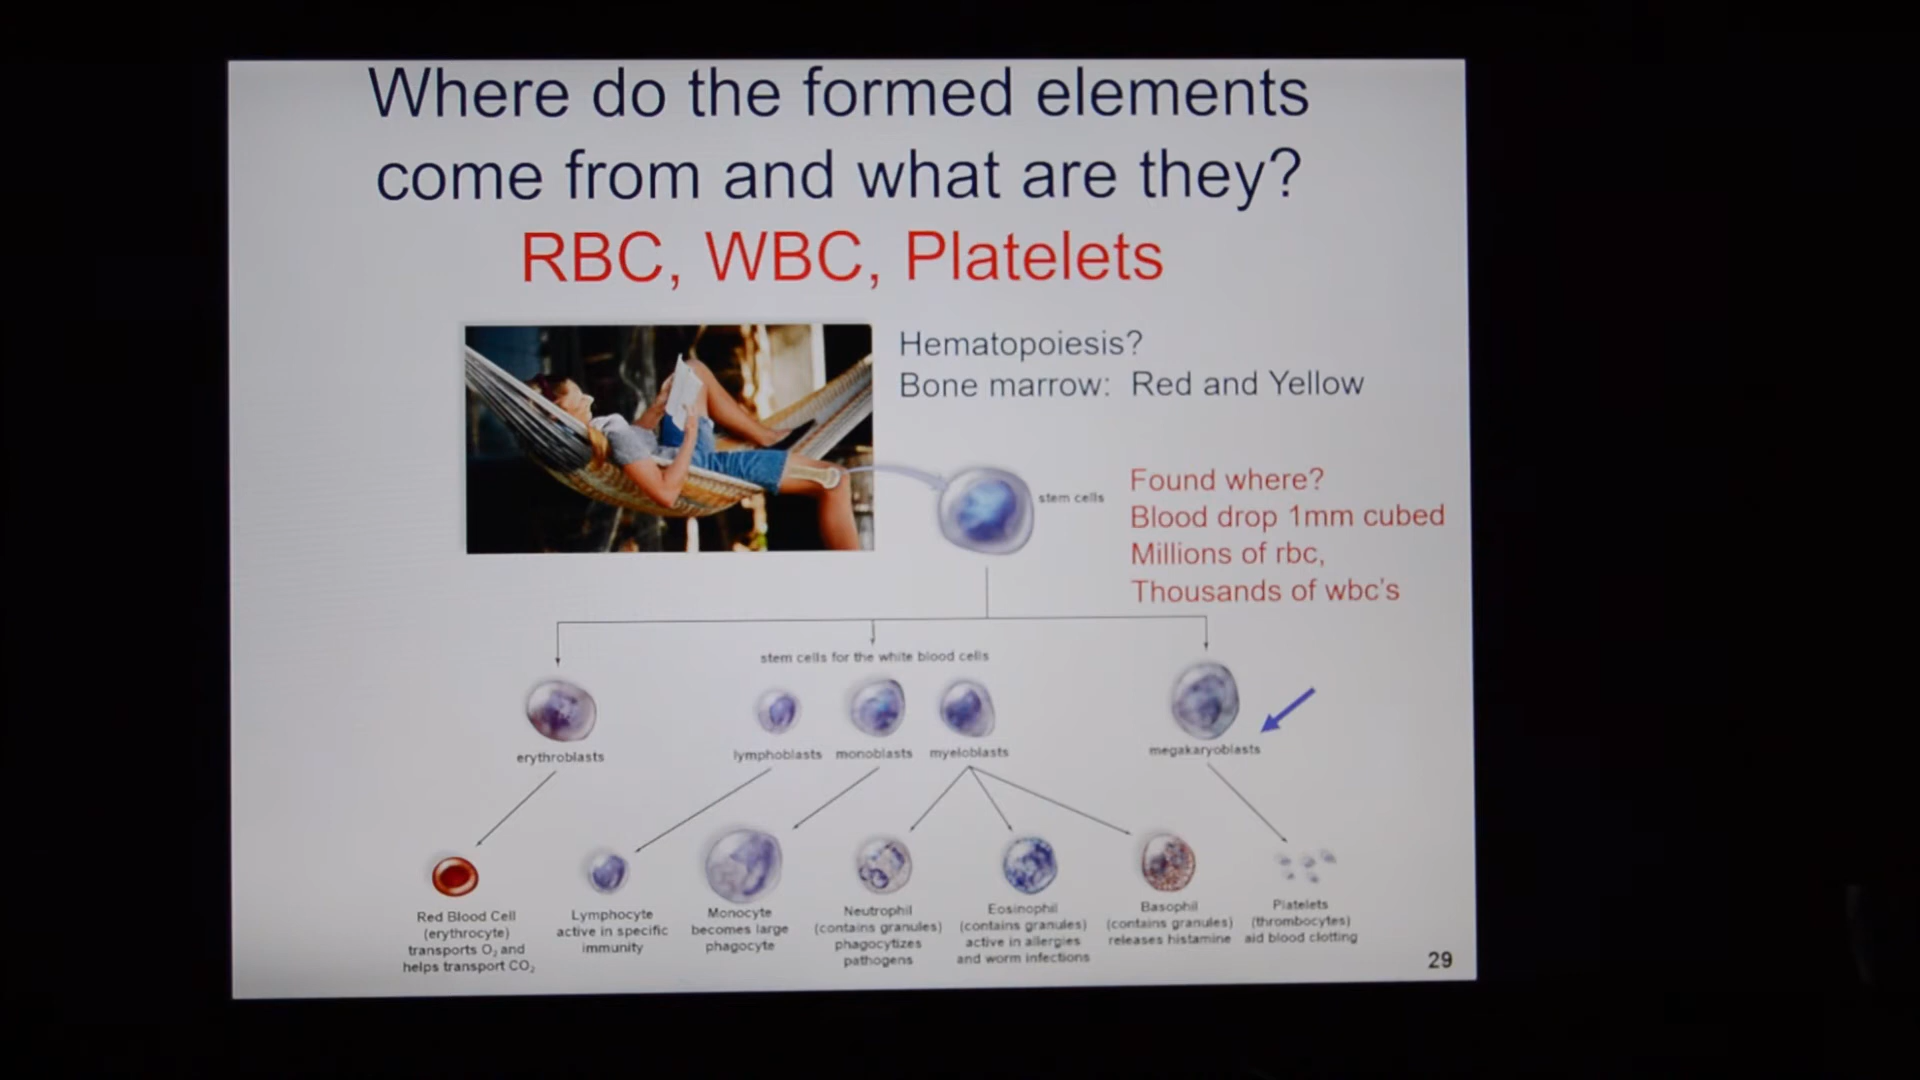 Where do the formed elements
come from and what are they?
RBC, WBC, Platelets
Hematopoiesis?
Bone marrow: Red and Yellow
stem cells
Found where?
Blood drop 1mm cubed
Millions of rbc,
Thousands of wbc's
stem cells for the white blood cells
erythroblasts
lymphoblasts
monoblasts
myeloblasts
megakaryoblasts
Red Blood Cell
(erythrocyte)
transports O₂ and
helps transport CO₂
Lymphocyte
active in specific
immunity
Monocyte
becomes large
phagocyte
Neutrophil
(contains granules)
phagocytizes
pathogens
Eosinophil
(contains granules)
active in allergies
and worm infections
Basophil
(contains granules)
releases histamine
Platelets
(thrombocytes)
aid blood clotting
29